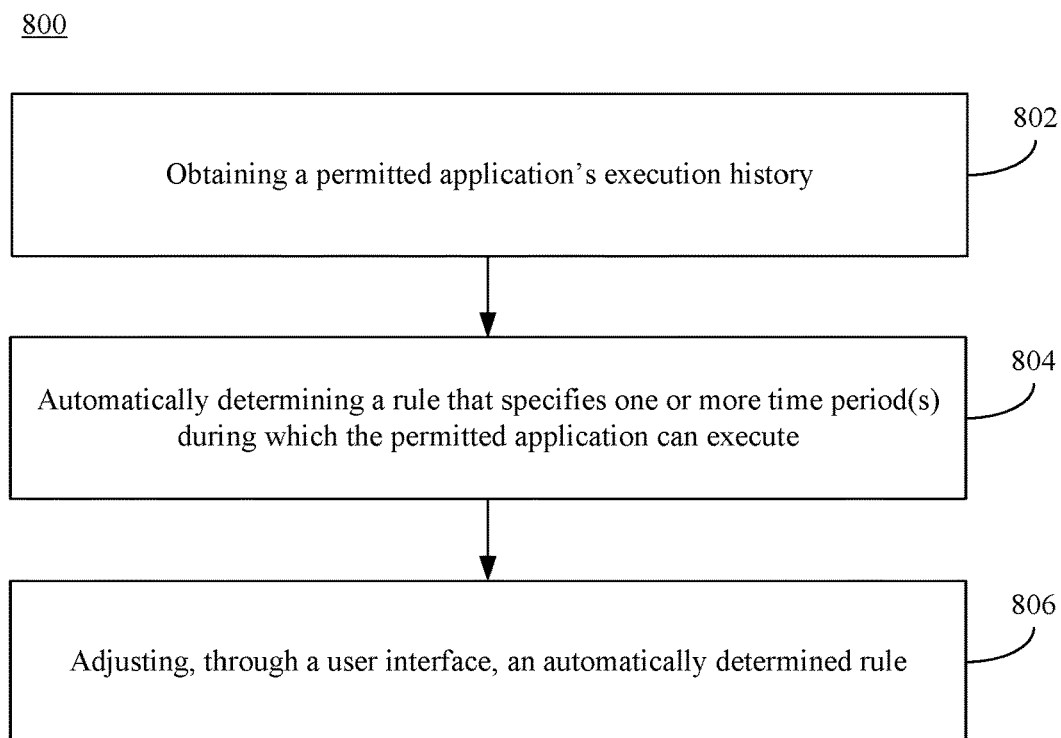 800
802
Obtaining a permitted application’s execution history
804
Automatically determining a rule that specifies one or more time period(s)
during which the permitted application can execute
806
Adjusting, through a user interface, an automatically determined rule